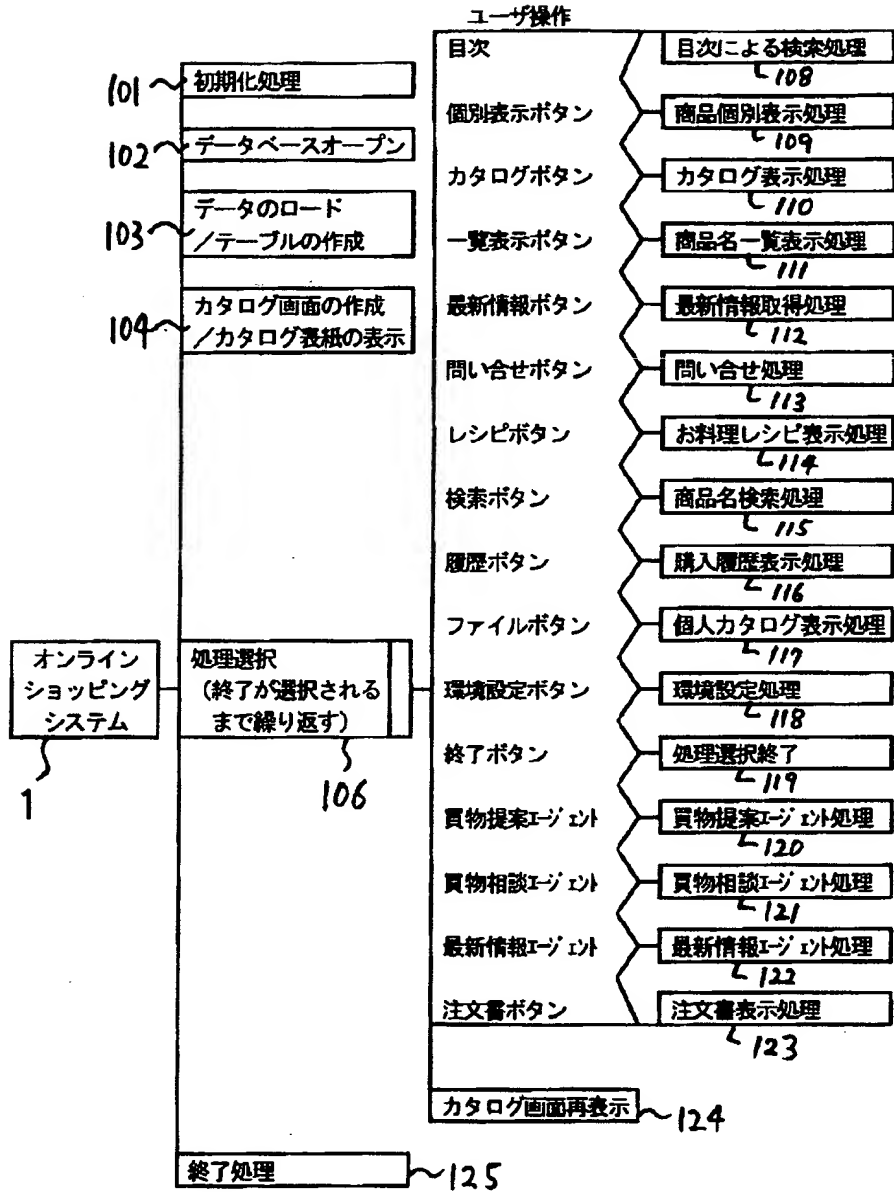 ユーザ操作
目次
目次による検索処理
108
101
初期化処理
個別表示ボタン
商品個別表示処理
109
102
データベースオープン
カタログボタン
カタログ表示処理
110
103
データのロード
/テーブルの作成
一覧表示ボタン
商品名一覧表示処理
111
104
カタログ画面の作成
/カタログ表紙の表示
最新情報ボタン
最新情報取得処理
112
問い合せボタン
問い合せ処理
113
レシピボタン
お料理レシピ表示処理
114
検索ボタン
商品名検索処理
115
履歴ボタン
購入履歴表示処理
116
ファイルボタン
個人カタログ表示処理
117
オンライン
ショッピング
システム
1
処理選択
(終了が選択される
まで繰り返す)
106
環境設定ボタン
環境設定処理
118
終了ボタン
処理選択終了
119
買物提案エージェント
買物提案エージェント処理
120
買物相談エージェント
買物相談エージェント処理
121
最新情報エージェント
最新情報エージェント処理
122
注文書ボタン
注文書表示処理
123
カタログ画面再表示
124
終了処理
125